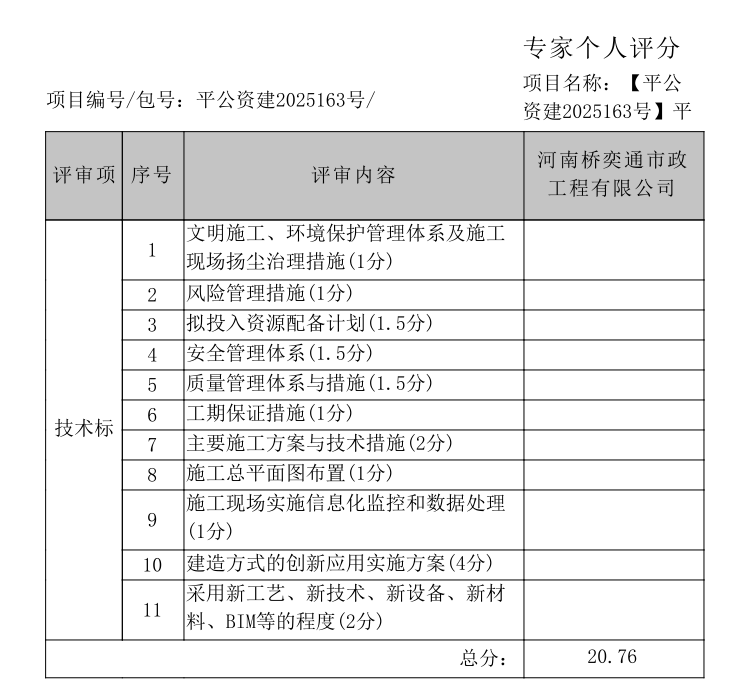 专家个人评分
项目编号/包号：平公资建2025163号/
项目名称：【平公
资建2025163号】平
评审项 序号 评审内容 河南桥奕通市政
工程有限公司
技术标
1 文明施工、环境保护管理体系及施工
现场扬尘治理措施(1分)
2 风险管理措施(1分)
3 拟投入资源配备计划(1.5分)
4 安全管理体系(1.5分)
5 质量管理体系与措施(1.5分)
6 工期保证措施(1分)
7 主要施工方案与技术措施(2分)
8 施工总平面图布置(1分)
9 施工现场实施信息化监控和数据处理
(1分)
10 建造方式的创新应用实施方案(4分)
11 采用新工艺、新技术、新设备、新材
料、BIM等的程度(2分)
总分： 20.76